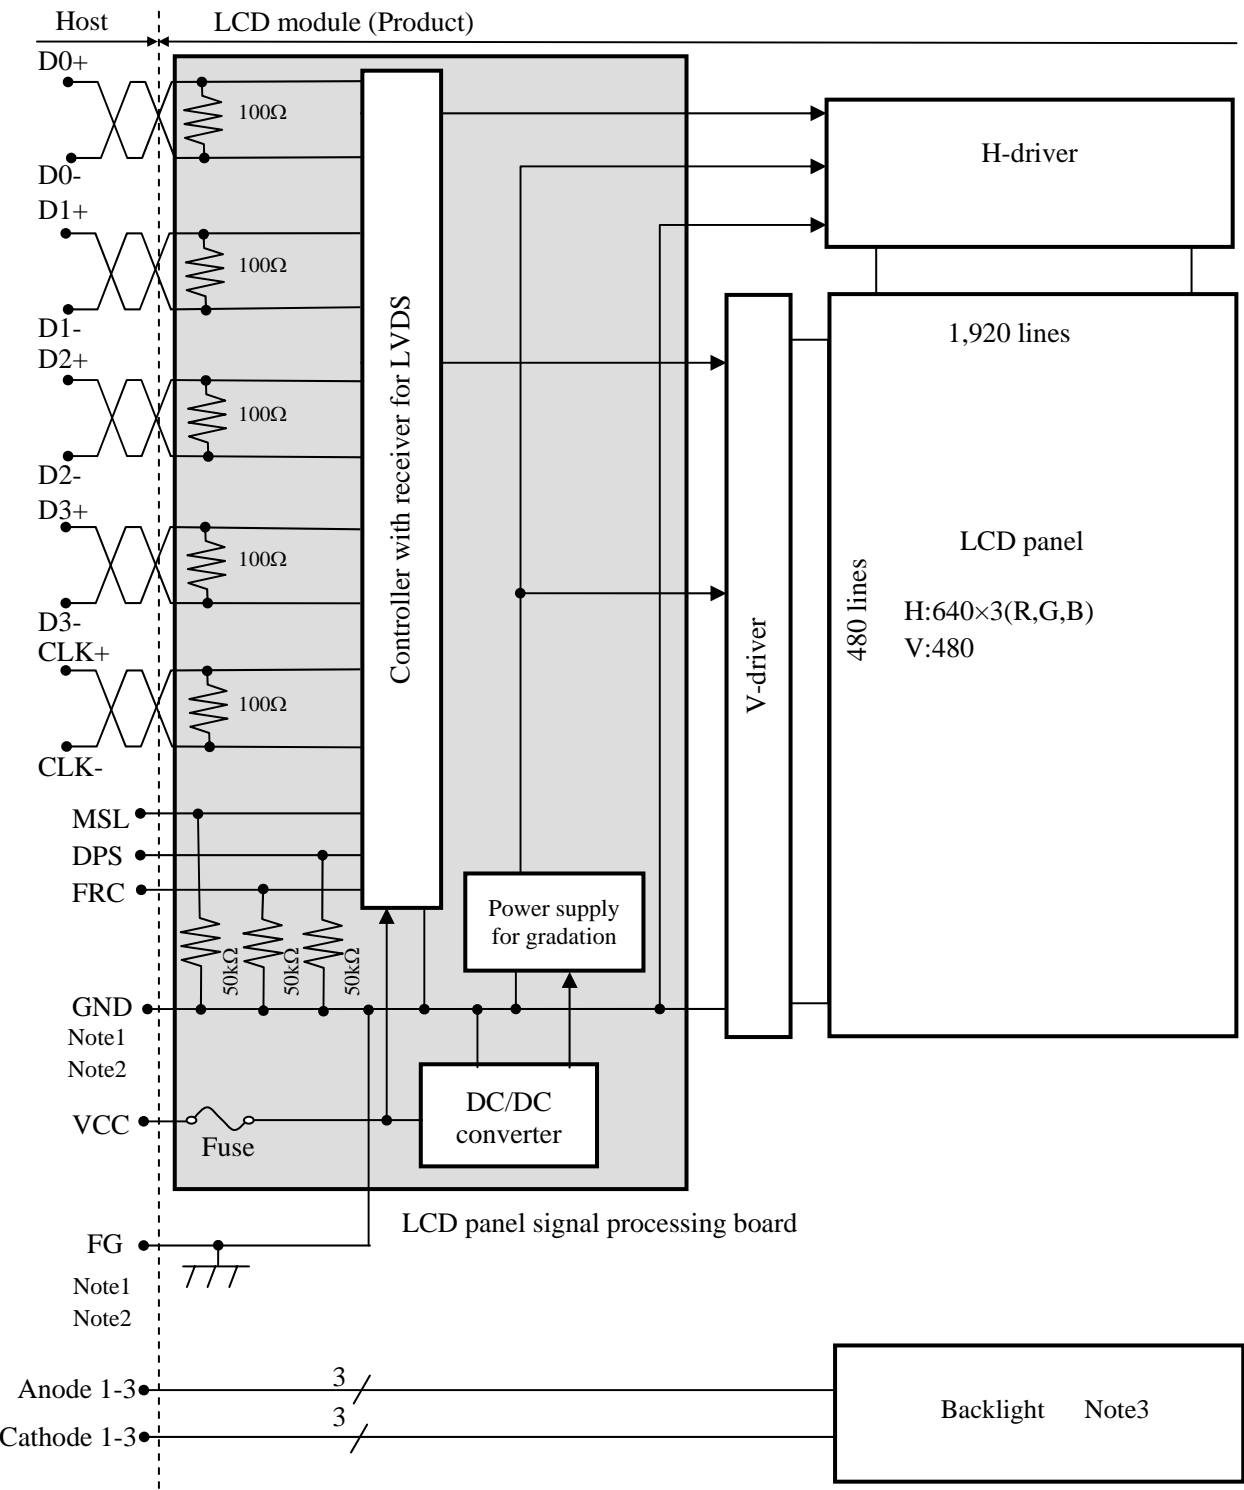 Host
LCD module (Product)
D0+
100Ω
D0-
D1+
100Ω
D1-
D2+
100Ω
D2-
D3+
100Ω
D3-
CLK+
100Ω
CLK-
MSL
DPS
FRC
50kΩ
50kΩ
50kΩ
GND
Note1
Note2
VCC
Fuse
FG
Note1
Note2
Controller with receiver for LVDS
Power supply
for gradation
DC/DC
converter
LCD panel signal processing board
H-driver
V-driver
1,920 lines
480 lines
LCD panel
H:640×3(R,G,B)
V:480
Anode 1-3
3
Cathode 1-3
3
Backlight Note3